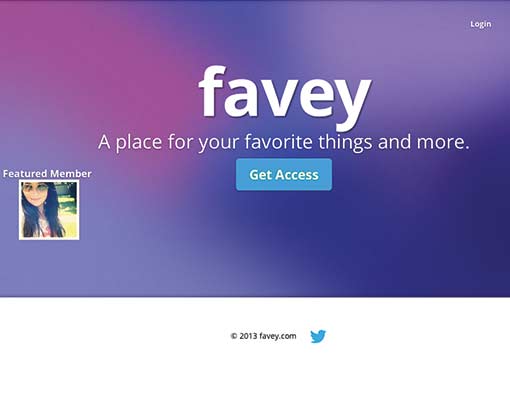 Login
favey
A place for your favorite things and more.
Get Access
Featured Member
© 2013 favey.com